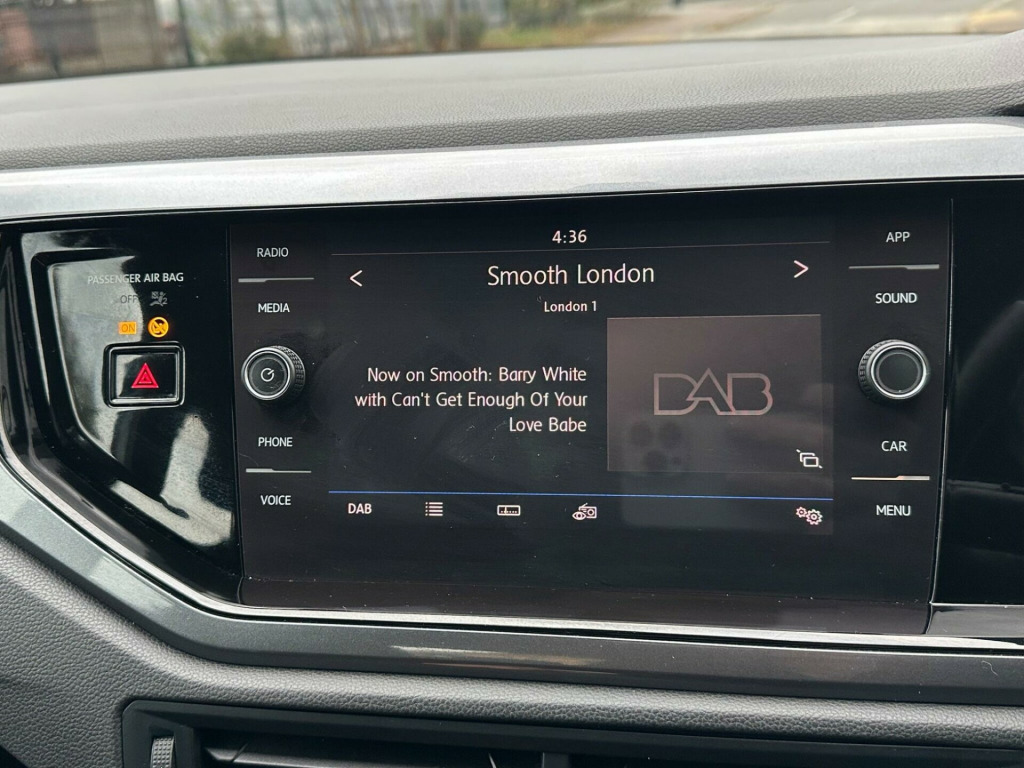 4:36
RADIO
APP
Smooth London
PASSENGER AIR BAG
OFF
ON
MEDIA
London 1
SOUND
Now on Smooth: Barry White
with Can't Get Enough Of Your
Love Babe
DAB
PHONE
CAR
VOICE
DAB
MENU